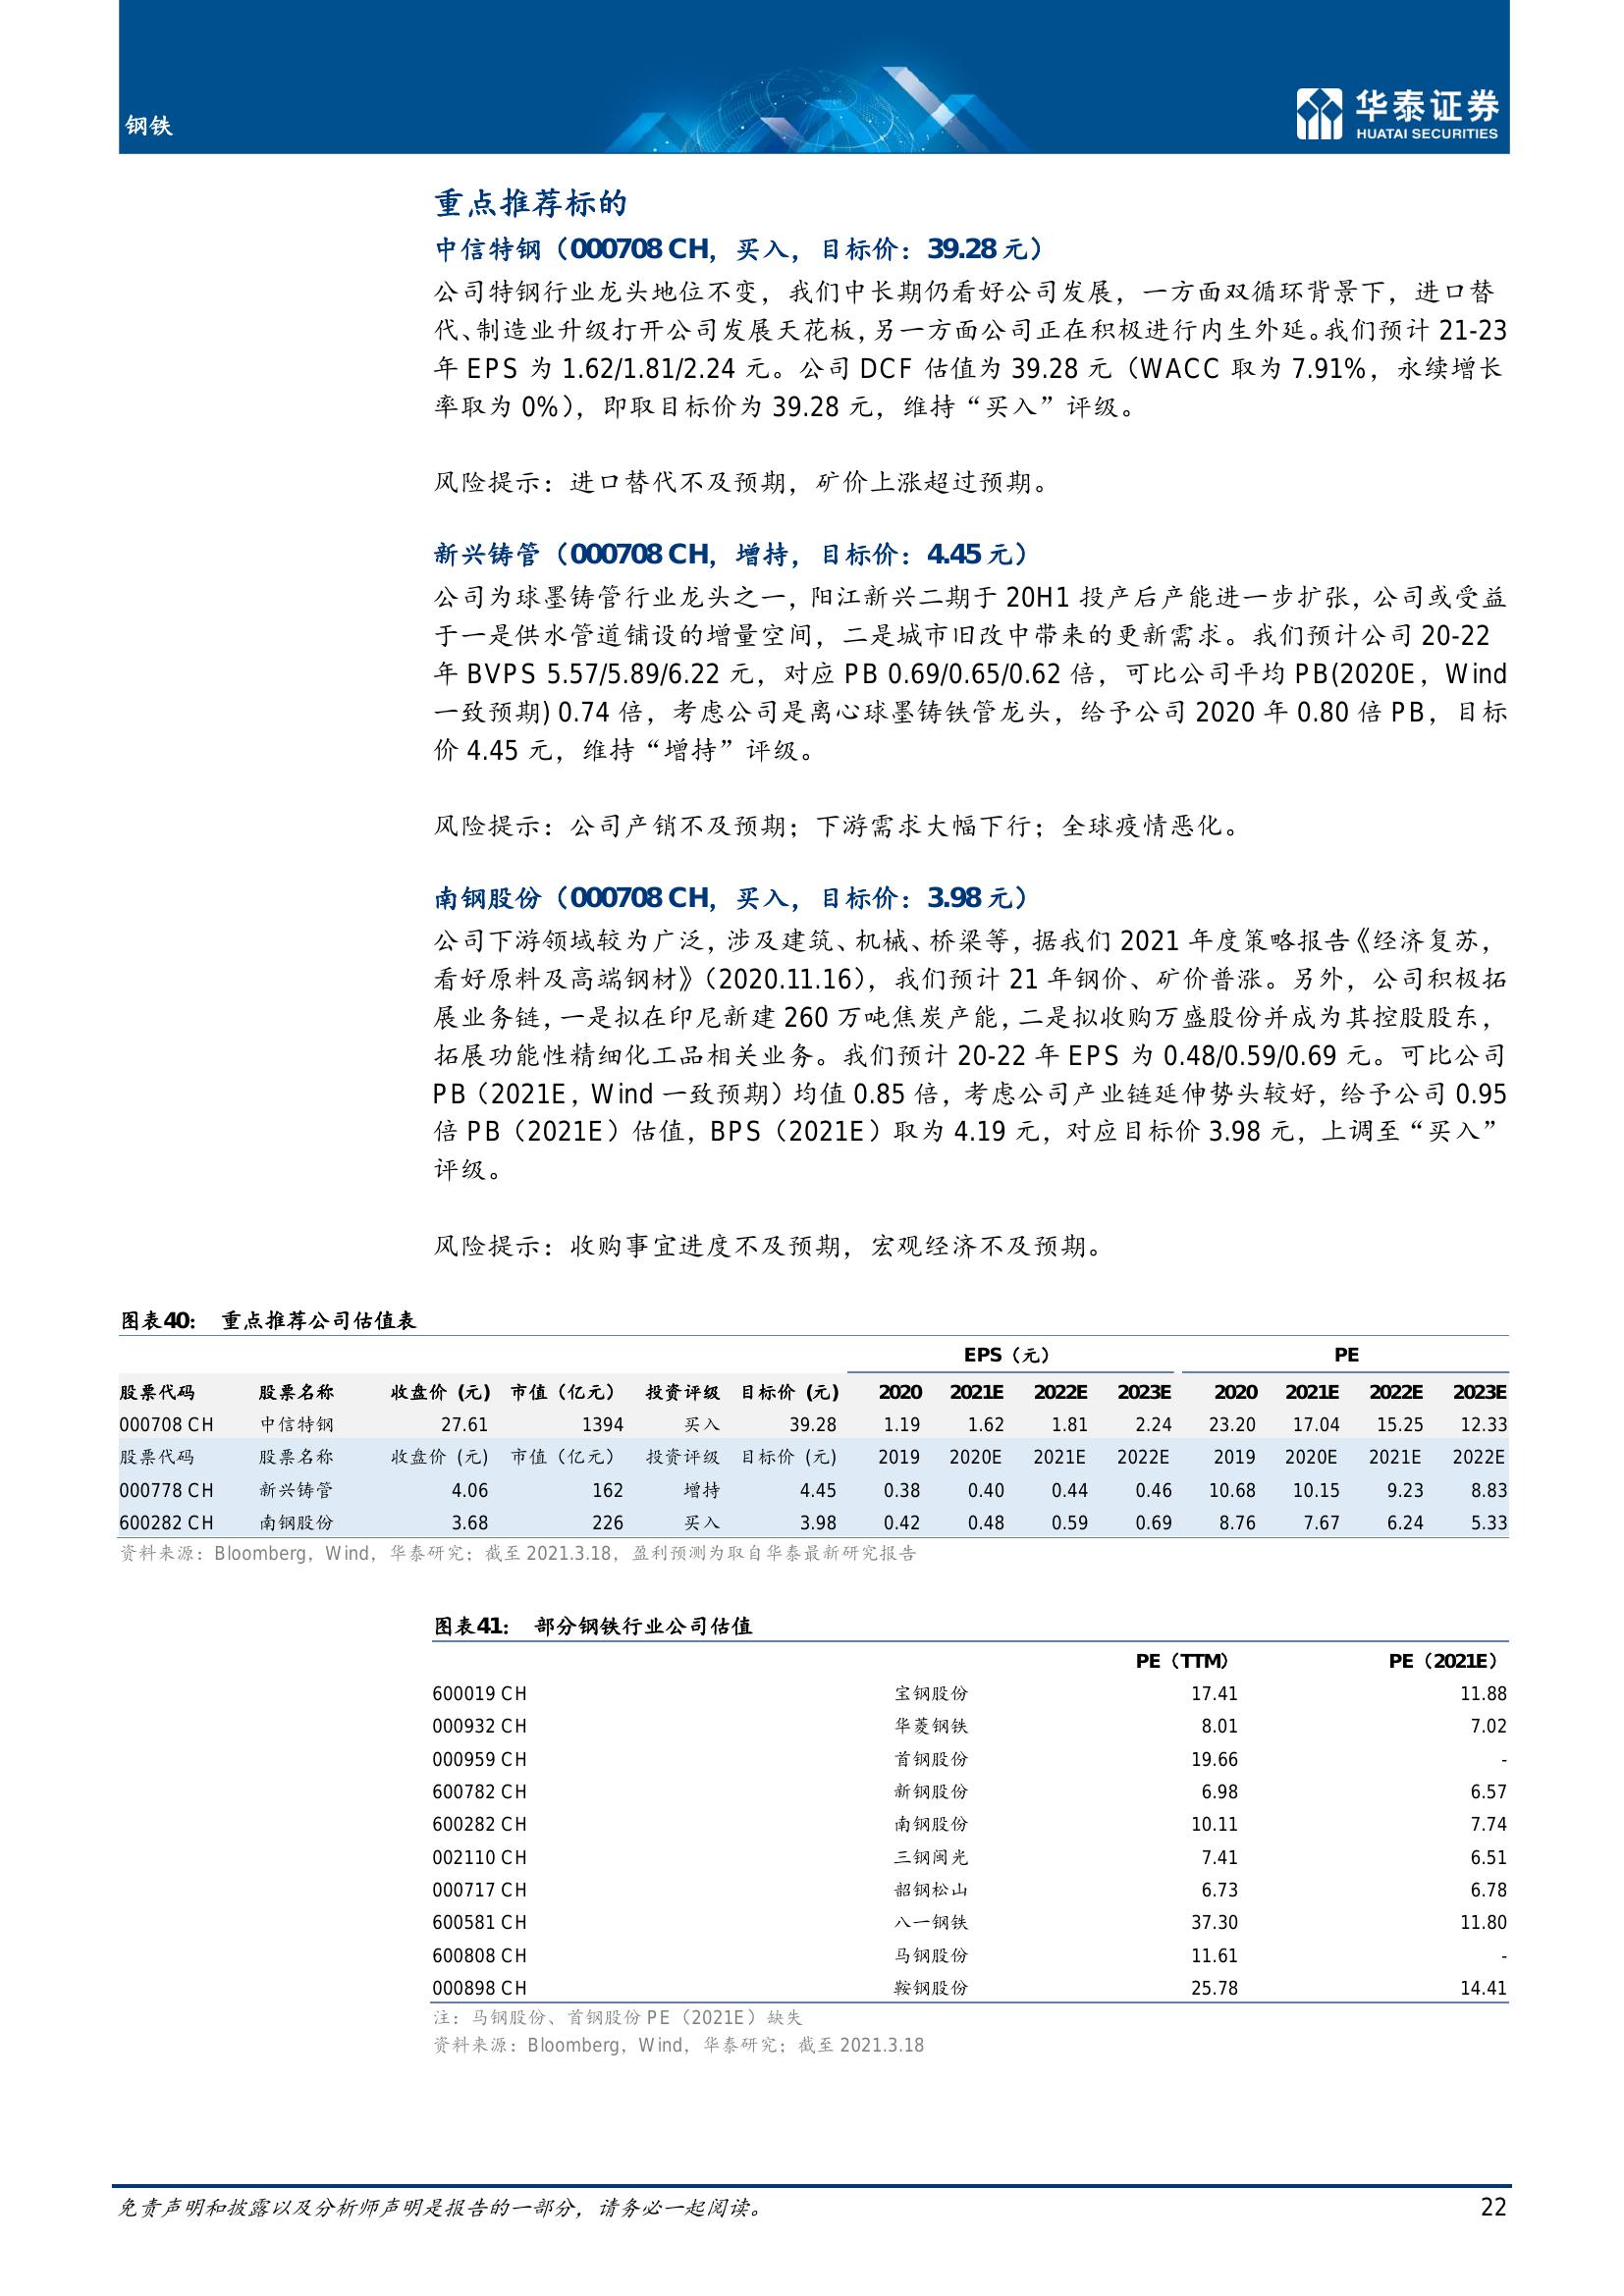 钢铁
华泰证券
HUATAI SECURITIES
重点推荐标的
中信特钢（000708 CH，买入，目标价：39.28 元）
公司特钢行业龙头地位不变，我们中长期仍看好公司发展，一方面双循环背景下，进口替
代、制造业升级打开公司发展天花板，另一方面公司正在积极进行内生外延。我们预计 21-23
年 EPS 为 1.62/1.81/2.24 元。公司 DCF 估值为 39.28 元（WACC 取为 7.91%，永续增长
率取为 0%），即取目标价为 39.28 元，维持“买入”评级。
风险提示：进口替代不及预期，矿价上涨超过预期。
新兴铸管（000708 CH，增持，目标价：4.45 元）
公司为球墨铸管行业龙头之一，阳江新兴二期于 20H1 投产后产能进一步扩张，公司或受益
于一是供水管道铺设的增量空间，二是城市旧改中带来的更新需求。我们预计公司 20-22
年 BVPS 5.57/5.89/6.22 元，对应 PB 0.69/0.65/0.62 倍，可比公司平均 PB(2020E，Wind
一致预期) 0.74 倍，考虑公司是离心球墨铸铁管龙头，给予公司 2020 年 0.80 倍 PB，目标
价 4.45 元，维持“增持”评级。
风险提示：公司产销不及预期；下游需求大幅下行；全球疫情恶化。
南钢股份（000708 CH，买入，目标价：3.98 元）
公司下游领域较为广泛，涉及建筑、机械、桥梁等，据我们 2021 年度策略报告《经济复苏，
看好原料及高端钢材》（2020.11.16），我们预计 21 年钢价、矿价普涨。另外，公司积极拓
展业务链，一是拟在印尼新建 260 万吨焦炭产能，二是拟收购万盛股份并成为其控股股东，
拓展功能性精细化工品相关业务。我们预计 20-22 年 EPS 为 0.48/0.59/0.69 元。可比公司
PB（2021E，Wind 一致预期）均值 0.85 倍，考虑公司产业链延伸势头较好，给予公司 0.95
倍 PB（2021E）估值，BPS（2021E）取为 4.19 元，对应目标价 3.98 元，上调至“买入”
评级。
风险提示：收购事宜进度不及预期，宏观经济不及预期。
图表40： 重点推荐公司估值表
EPS（元） PE
股票代码 股票名称 收盘价 (元) 市值（亿元） 投资评级 目标价 (元) 2020 2021E 2022E 2023E 2020 2021E 2022E 2023E
000708 CH 中信特钢 27.61 1394 买入 39.28 1.19 1.62 1.81 2.24 23.20 17.04 15.25 12.33
股票代码 股票名称 收盘价 (元) 市值（亿元） 投资评级 目标价 (元) 2019 2020E 2021E 2022E 2019 2020E 2021E 2022E
000778 CH 新兴铸管 4.06 162 增持 4.45 0.38 0.40 0.44 0.46 10.68 10.15 9.23 8.83
600282 CH 南钢股份 3.68 226 买入 3.98 0.42 0.48 0.59 0.69 8.76 7.67 6.24 5.33
资料来源：Bloomberg，Wind，华泰研究；截至 2021.3.18，盈利预测为取自华泰最新研究报告
图表41： 部分钢铁行业公司估值
PE（TTM） PE（2021E）
600019 CH 宝钢股份 17.41 11.88
000932 CH 华菱钢铁 8.01 7.02
000959 CH 首钢股份 19.66 -
600782 CH 新钢股份 6.98 6.57
600282 CH 南钢股份 10.11 7.74
002110 CH 三钢闽光 7.41 6.51
000717 CH 韶钢松山 6.73 6.78
600581 CH 八一钢铁 37.30 11.80
600808 CH 马钢股份 11.61 -
000898 CH 鞍钢股份 25.78 14.41
注：马钢股份、首钢股份 PE（2021E）缺失
资料来源：Bloomberg，Wind，华泰研究；截至 2021.3.18
免责声明和披露以及分析师声明是报告的一部分，请务必一起阅读。 22